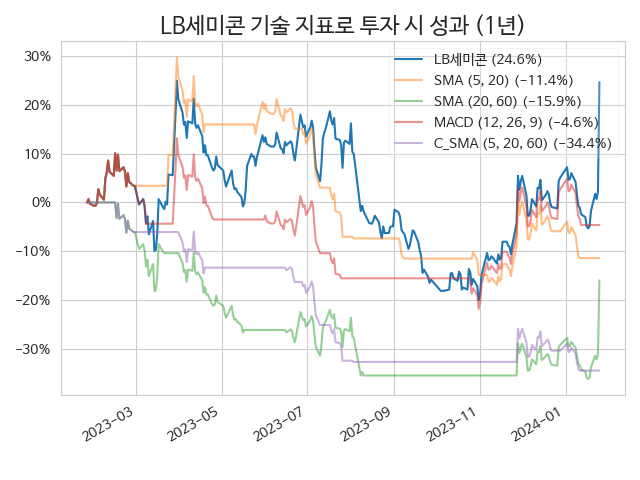 LB세미콘 기술 지표로 투자 시 성과 (1년)
30%
20%
10%
0%
−10%
−20%
−30%
LB세미콘 (24.6%)
SMA (5, 20) (−11.4%)
SMA (20, 60) (−15.9%)
MACD (12, 26, 9) (−4.6%)
C_SMA (5, 20, 60) (−34.4%)
2023-03
2023-05
2023-07
2023-09
2023-11
2024-01